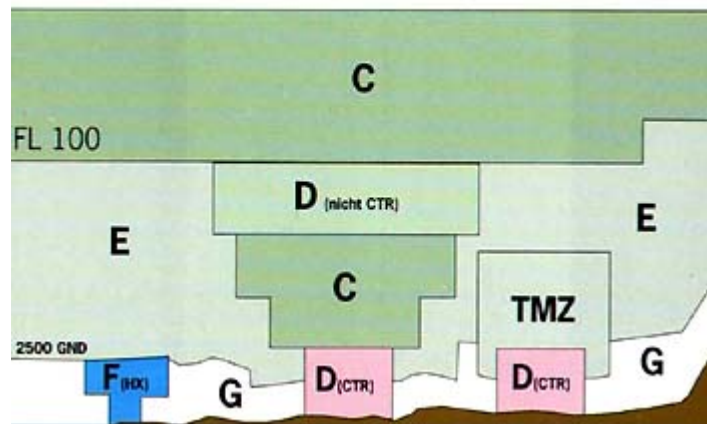 C
FL 100
D (nicht CTR)
E
E
C
TMZ
2500 GND
F(HX)
G
D(CTR)
D(CTR)
G